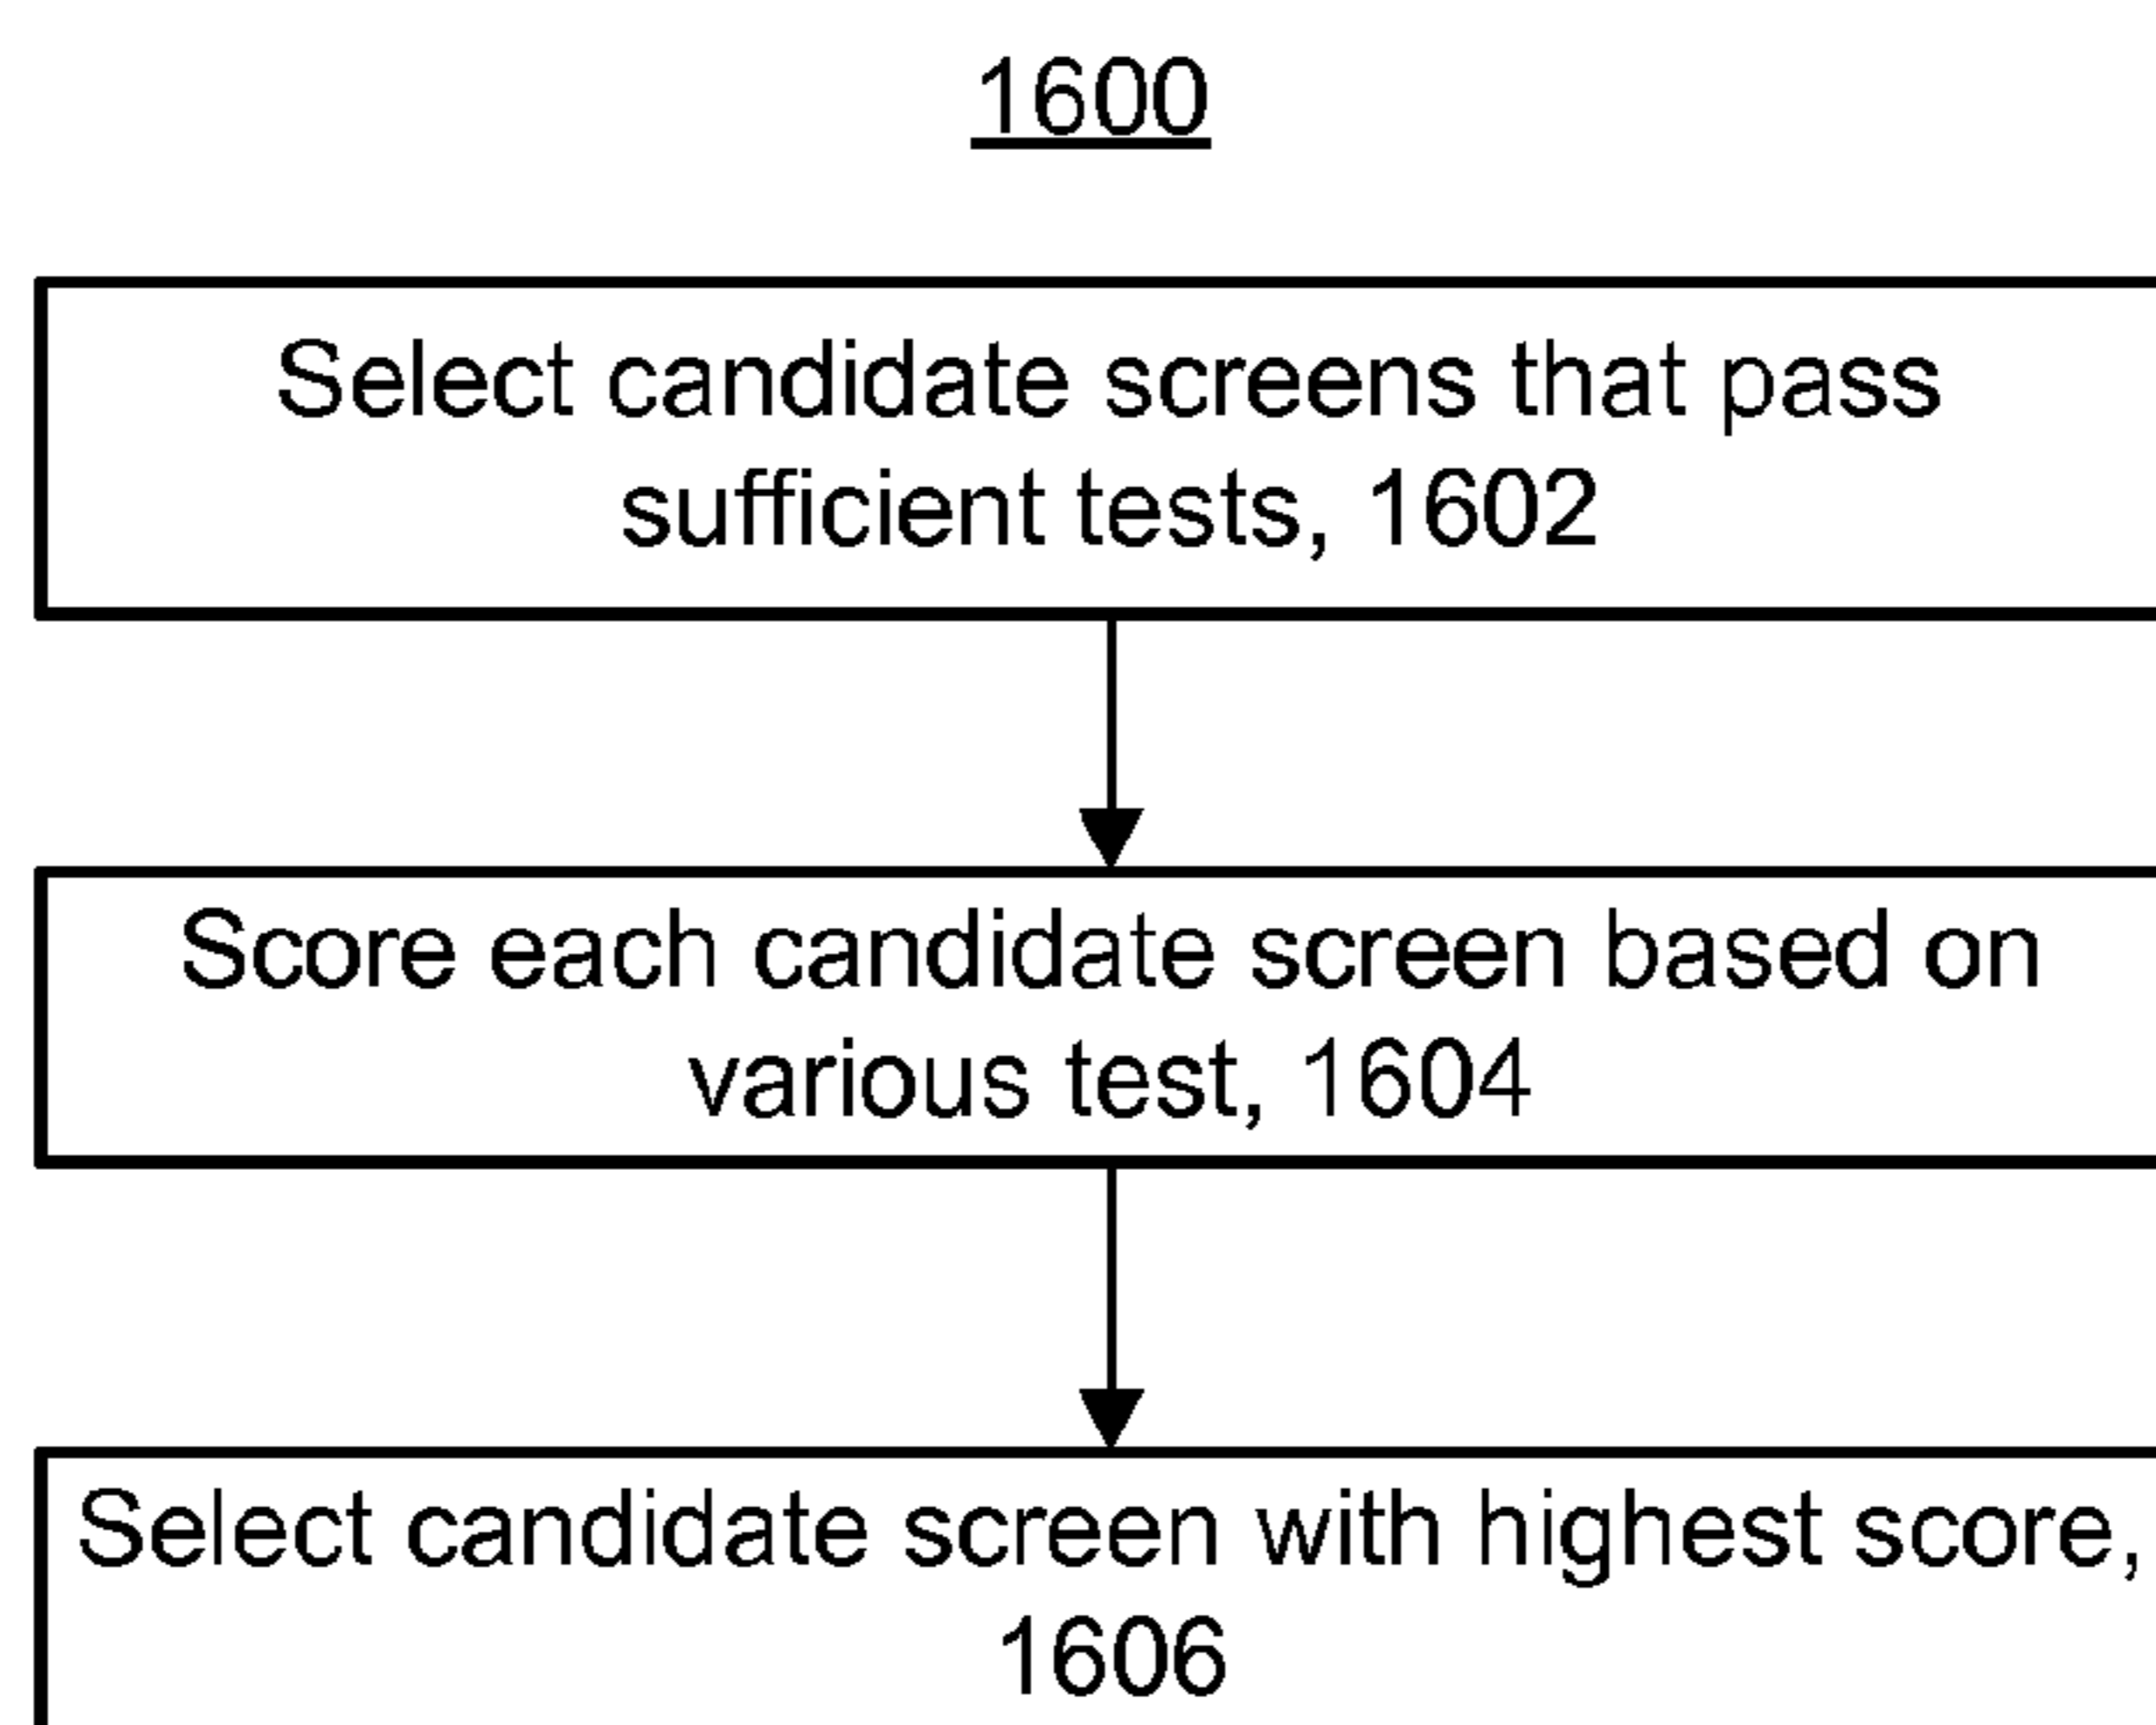 1600
Select candidate screens that pass
sufficient tests, 1602
Score each candidate screen based on
various test, 1604
Select candidate screen with highest score,
1606